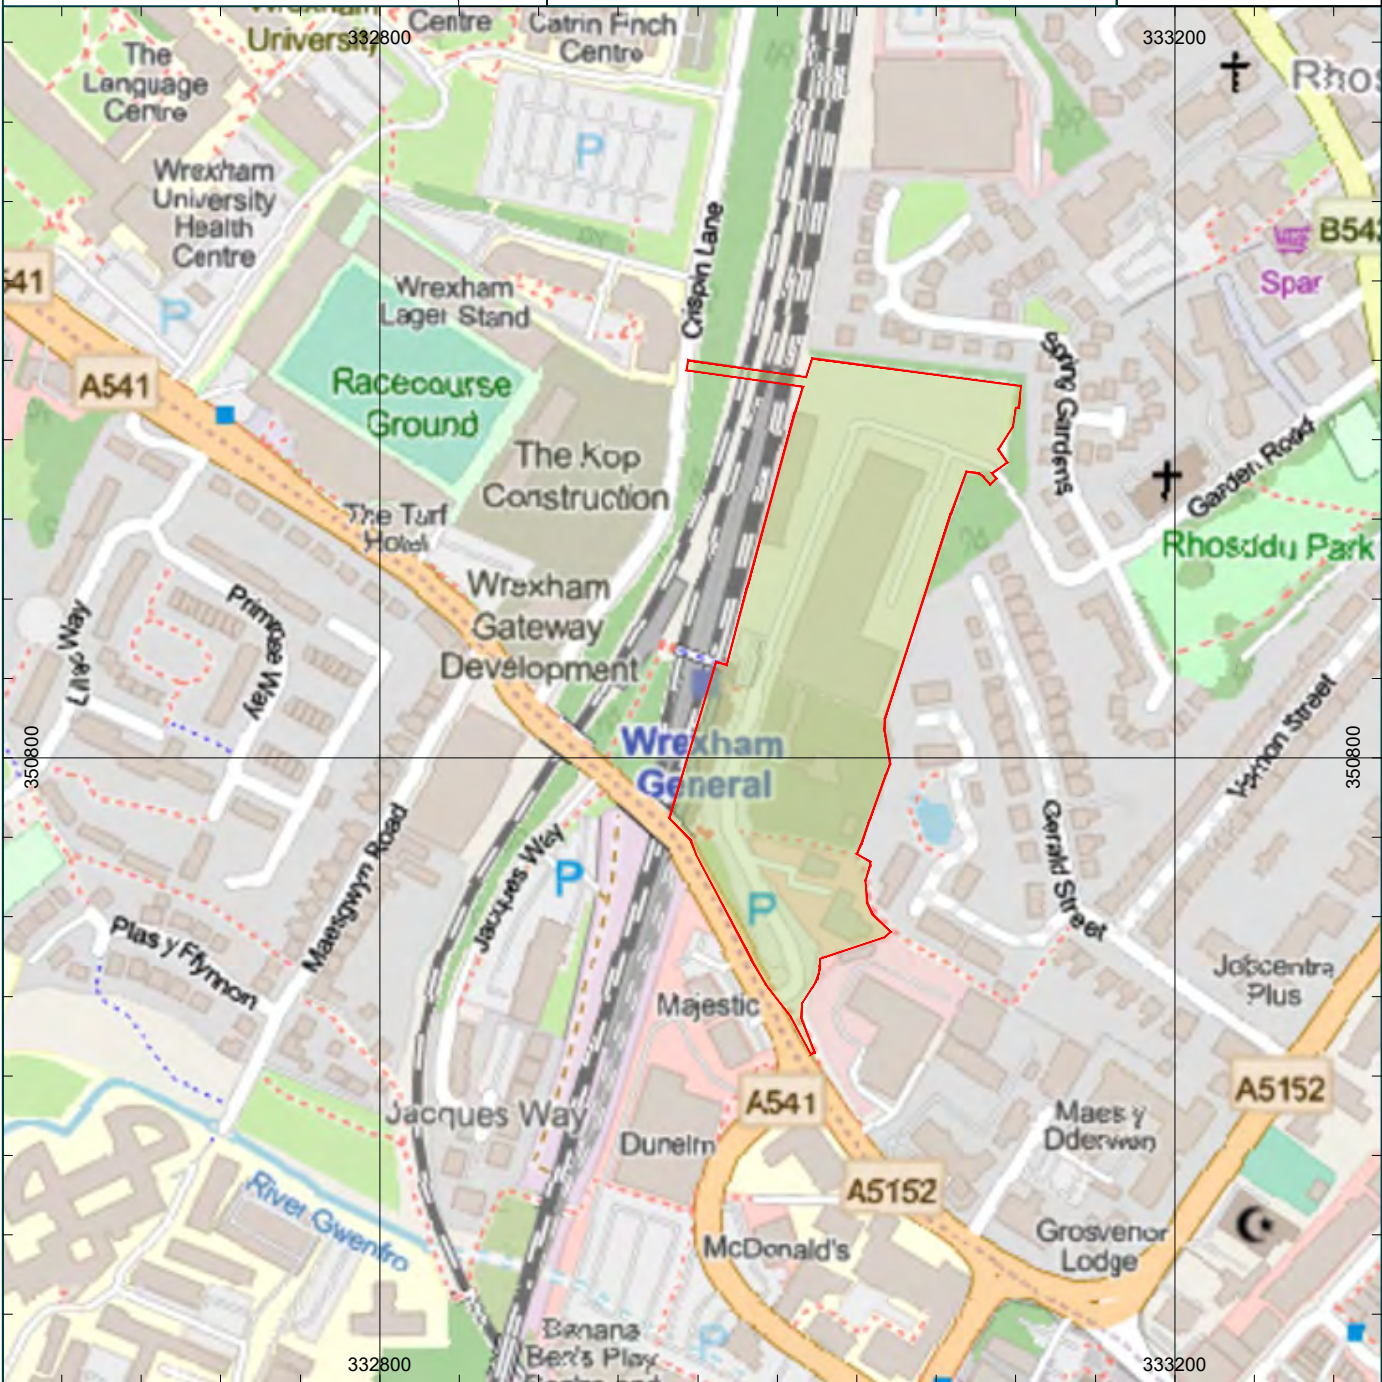 Wrexham
University
332800
Centre
Catrin Finch
Centre
333200
The
Language
Centre
Rhos
Wrexham
University
Health
Centre
P
P
B542
Spar
Crispin Lane
541
Wrexham
Lager Stand
A541
Racecourse
Ground
Spring Gardens
The Kop
Construction
Garden Road
The Turf
Hotel
Rhosddu Park
Wrexham
Gateway
Development
Lilac Way
Primrose Way
Wrexham
General
350800
350800
Vernon Street
Maesgwyn Road
Jacques Way
P
P
Gerald Street
Plas y Ffynnon
Majestic
Jobcentre
Plus
A541
A5152
Jacques Way
Dunelm
Maes y
Dderwen
River Gwenfro
A5152
McDonald's
Grosvenor
Lodge
Banana
Ben's Play
P
332800
333200